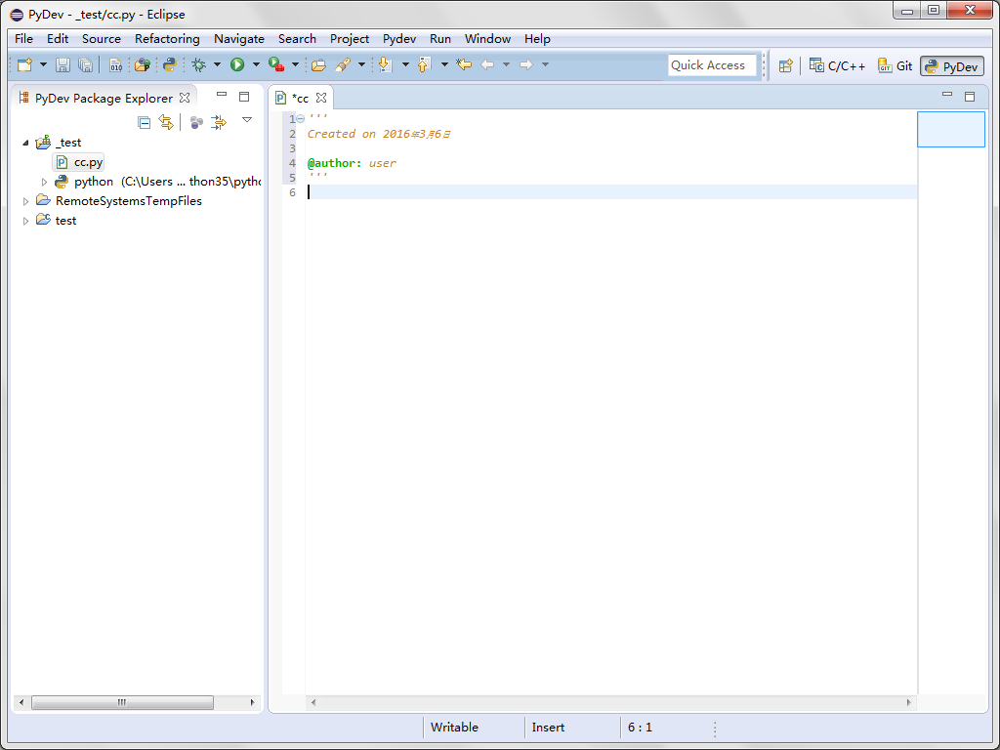 PyDev - _test/cc.py - Eclipse
File Edit Source Refactoring Navigate Search Project Pydev Run Window Help
010
Quick Access
C/C++
GIT
Git
PyDev
PyDev Package Explorer
*cc
_test
cc.py
python (C:\Users ... thon35\pytho
RemoteSystemsTempFiles
test
1 '''
2 Created on 2016年3月6日
3
4 @author: user
5 '''
6
Writable
Insert
6 : 1